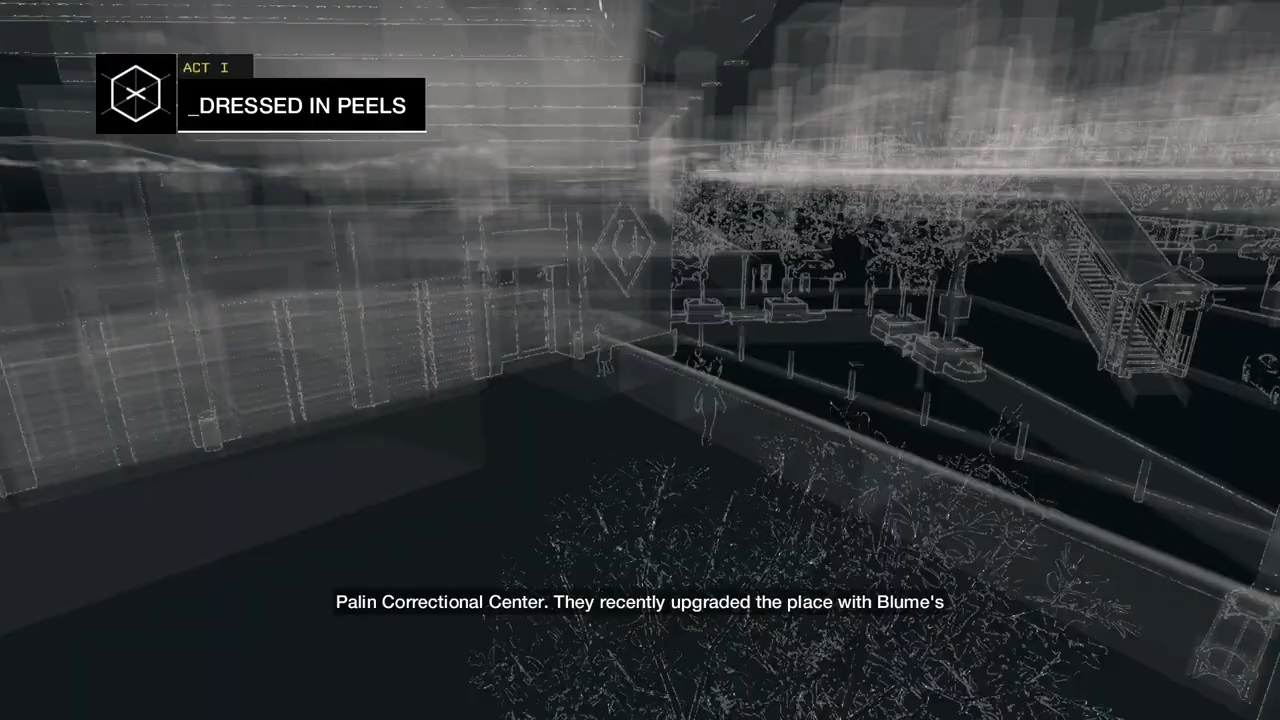 ACT I
_DRESSED IN PEELS
Palin Correctional Center. They recently upgraded the place with Blume's